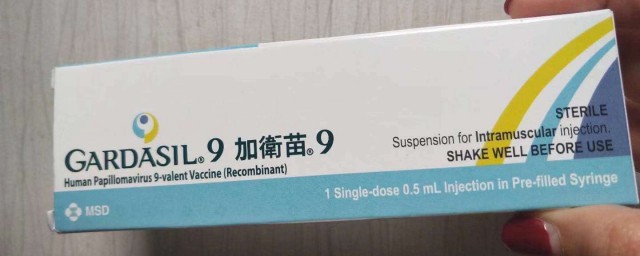 GARDASIL®9 加衛苗®9
Human Papillomavirus 9-valent Vaccine (Recombinant)
MSD
STERILE
Suspension for Intramuscular injection.
SHAKE WELL BEFORE USE
1 Single-dose 0.5 mL Injection in Pre-filled Syringe